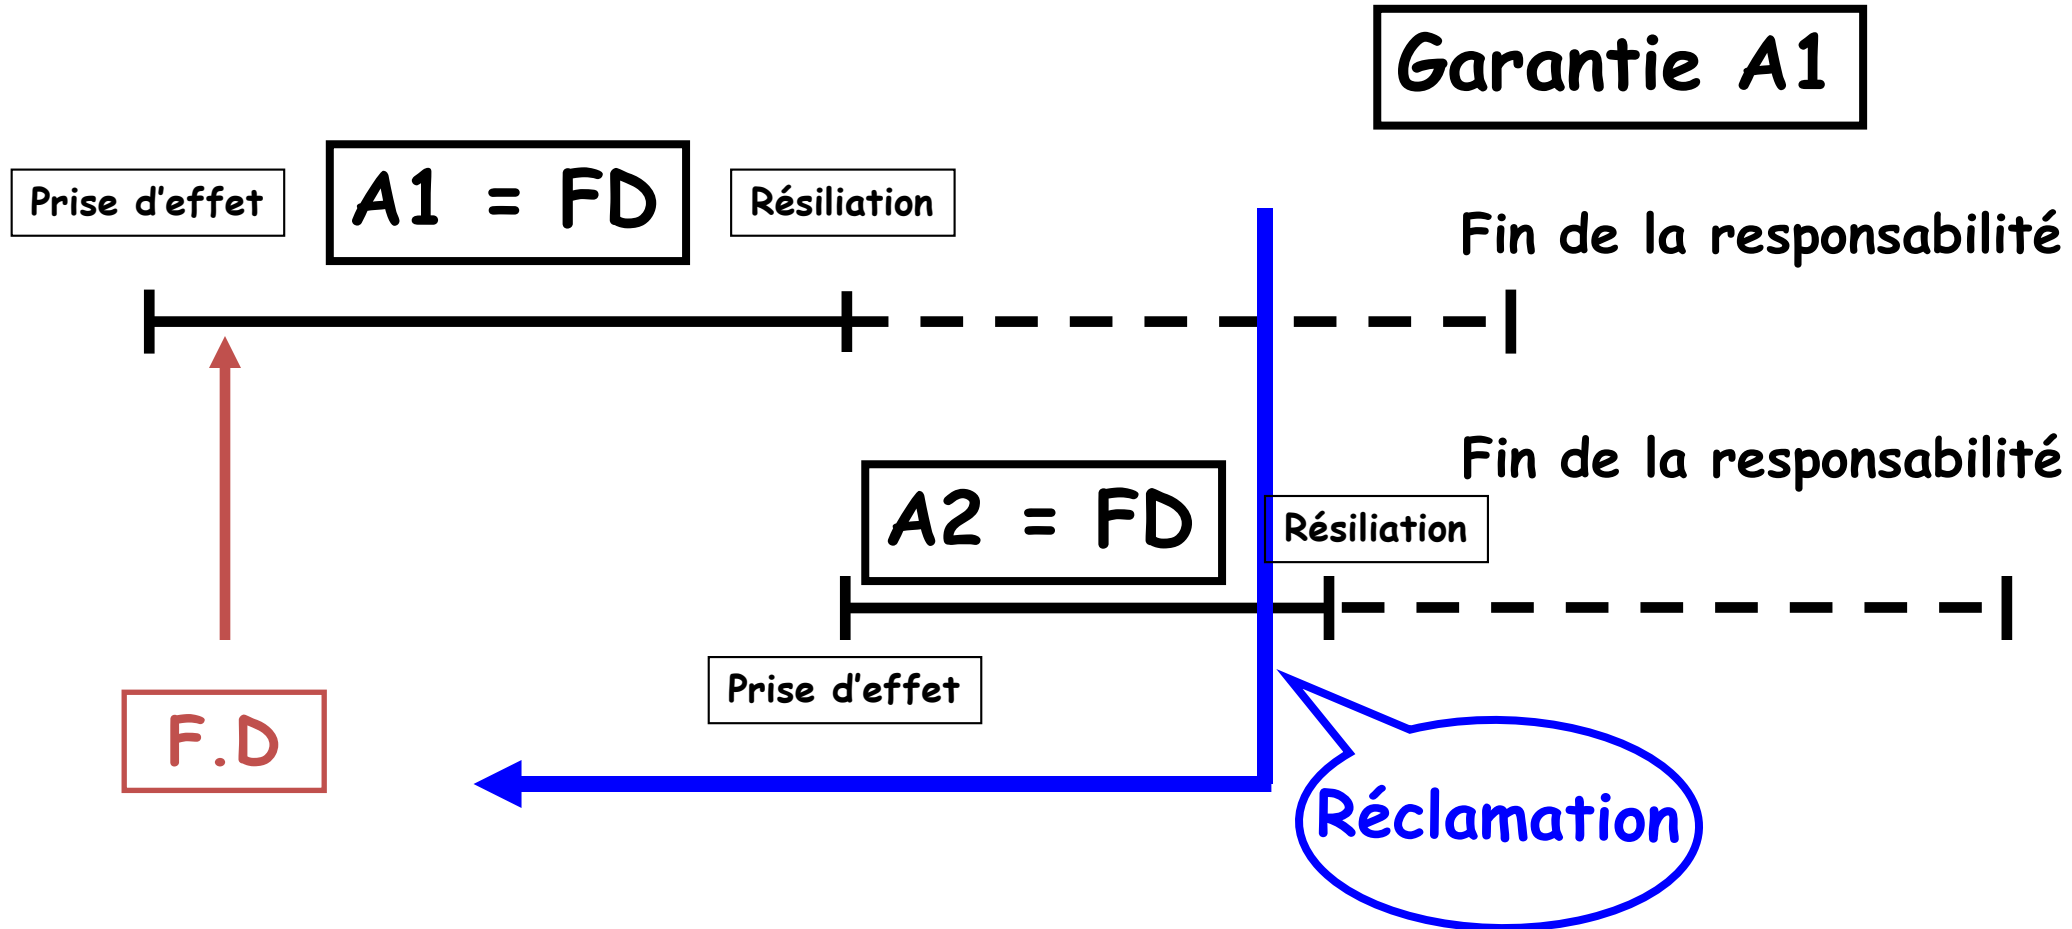 Garantie A1
Prise d'effet
A1 = FD
Résiliation
Fin de la responsabilité
Fin de la responsabilité
A2 = FD
Résiliation
Prise d'effet
F.D
Réclamation